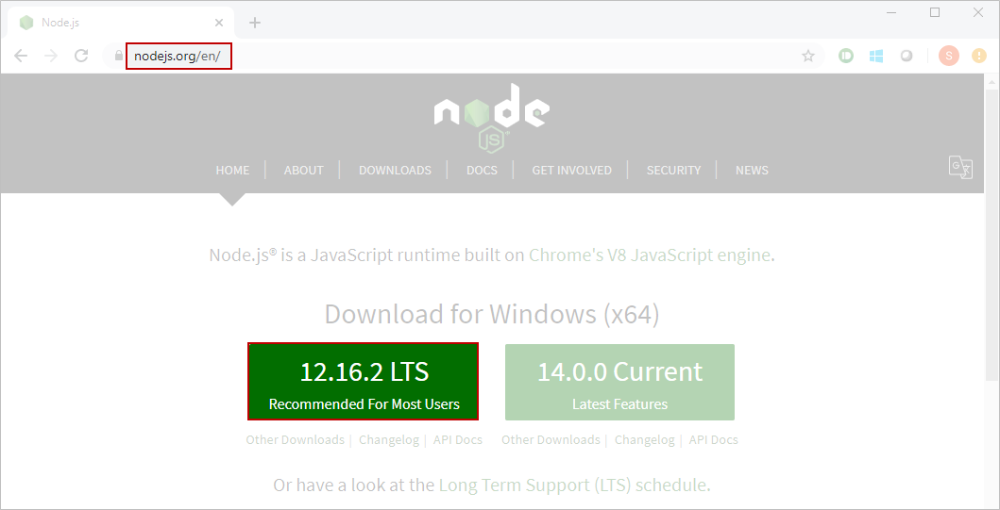 Node.js
nodejs.org/en/
S
node
JS
HOME | ABOUT | DOWNLOADS | DOCS | GET INVOLVED | SECURITY | NEWS
Node.js® is a JavaScript runtime built on Chrome's V8 JavaScript engine.
Download for Windows (x64)
12.16.2 LTS
Recommended For Most Users
14.0.0 Current
Latest Features
Other Downloads | Changelog | API Docs
Other Downloads | Changelog | API Docs
Or have a look at the Long Term Support (LTS) schedule.